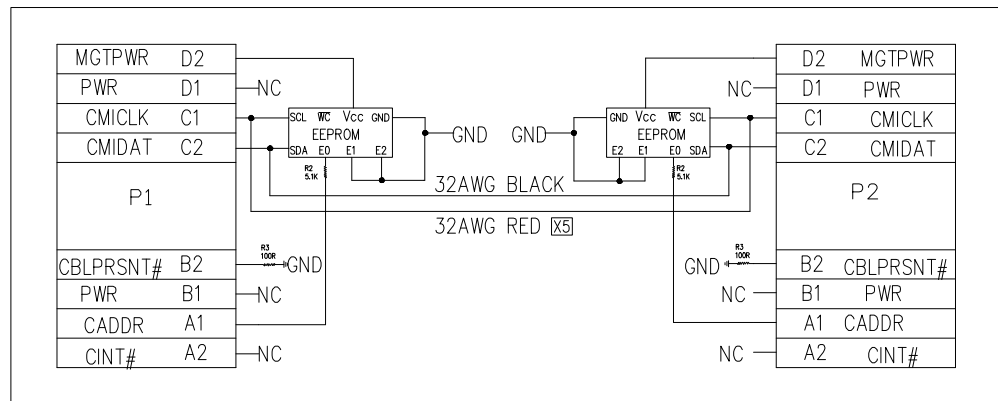 MGTPWR D2
PWR D1 NC
CMICLK C1
CMIDAT C2
P1
CBLPRSNT# B2
PWR B1 NC
CADDR A1
CINT# A2 NC
SCL WC Vcc GND
EEPROM
SDA E0 E1 E2
GND
R2
5.1K
R3
100R
GND
32AWG BLACK
32AWG RED X5
GND
GND Vcc WC SCL
EEPROM
E2 E1 E0 SDA
R2
5.1K
R3
100R
GND
D2 MGTPWR
NC D1 PWR
C1 CMICLK
C2 CMIDAT
P2
B2 CBLPRSNT#
NC B1 PWR
A1 CADDR
NC A2 CINT#